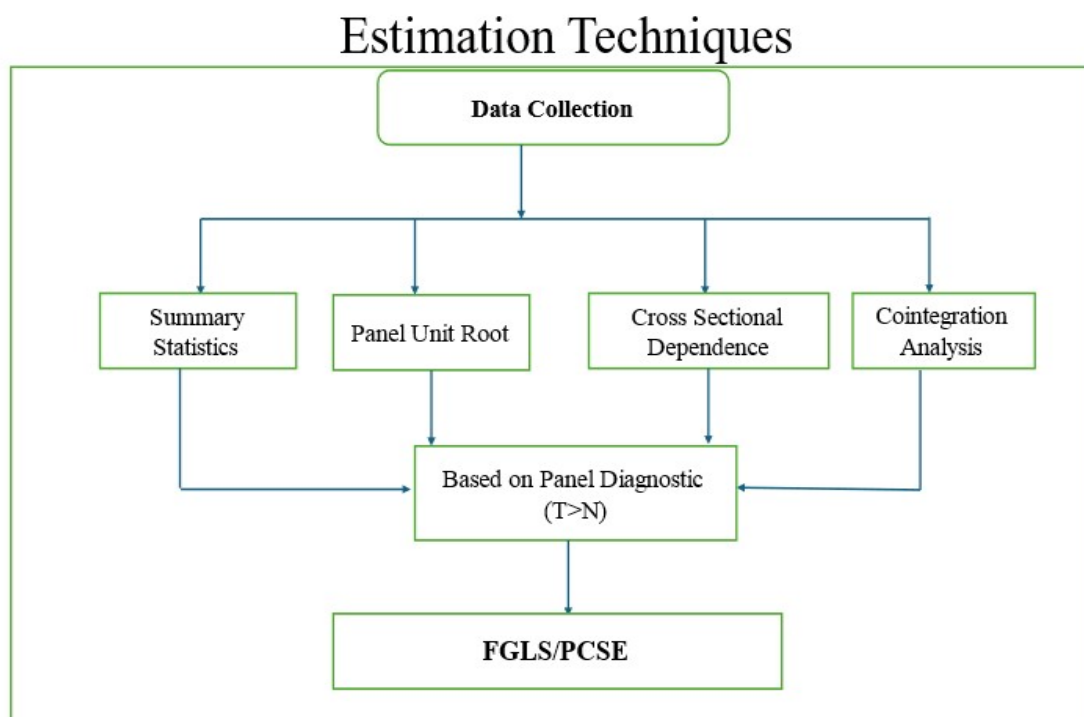 Estimation Techniques
Data Collection
Summary
Statistics
Panel Unit Root
Cross Sectional
Dependence
Cointegration
Analysis
Based on Panel Diagnostic
(T>N)
FGLS/PCSE